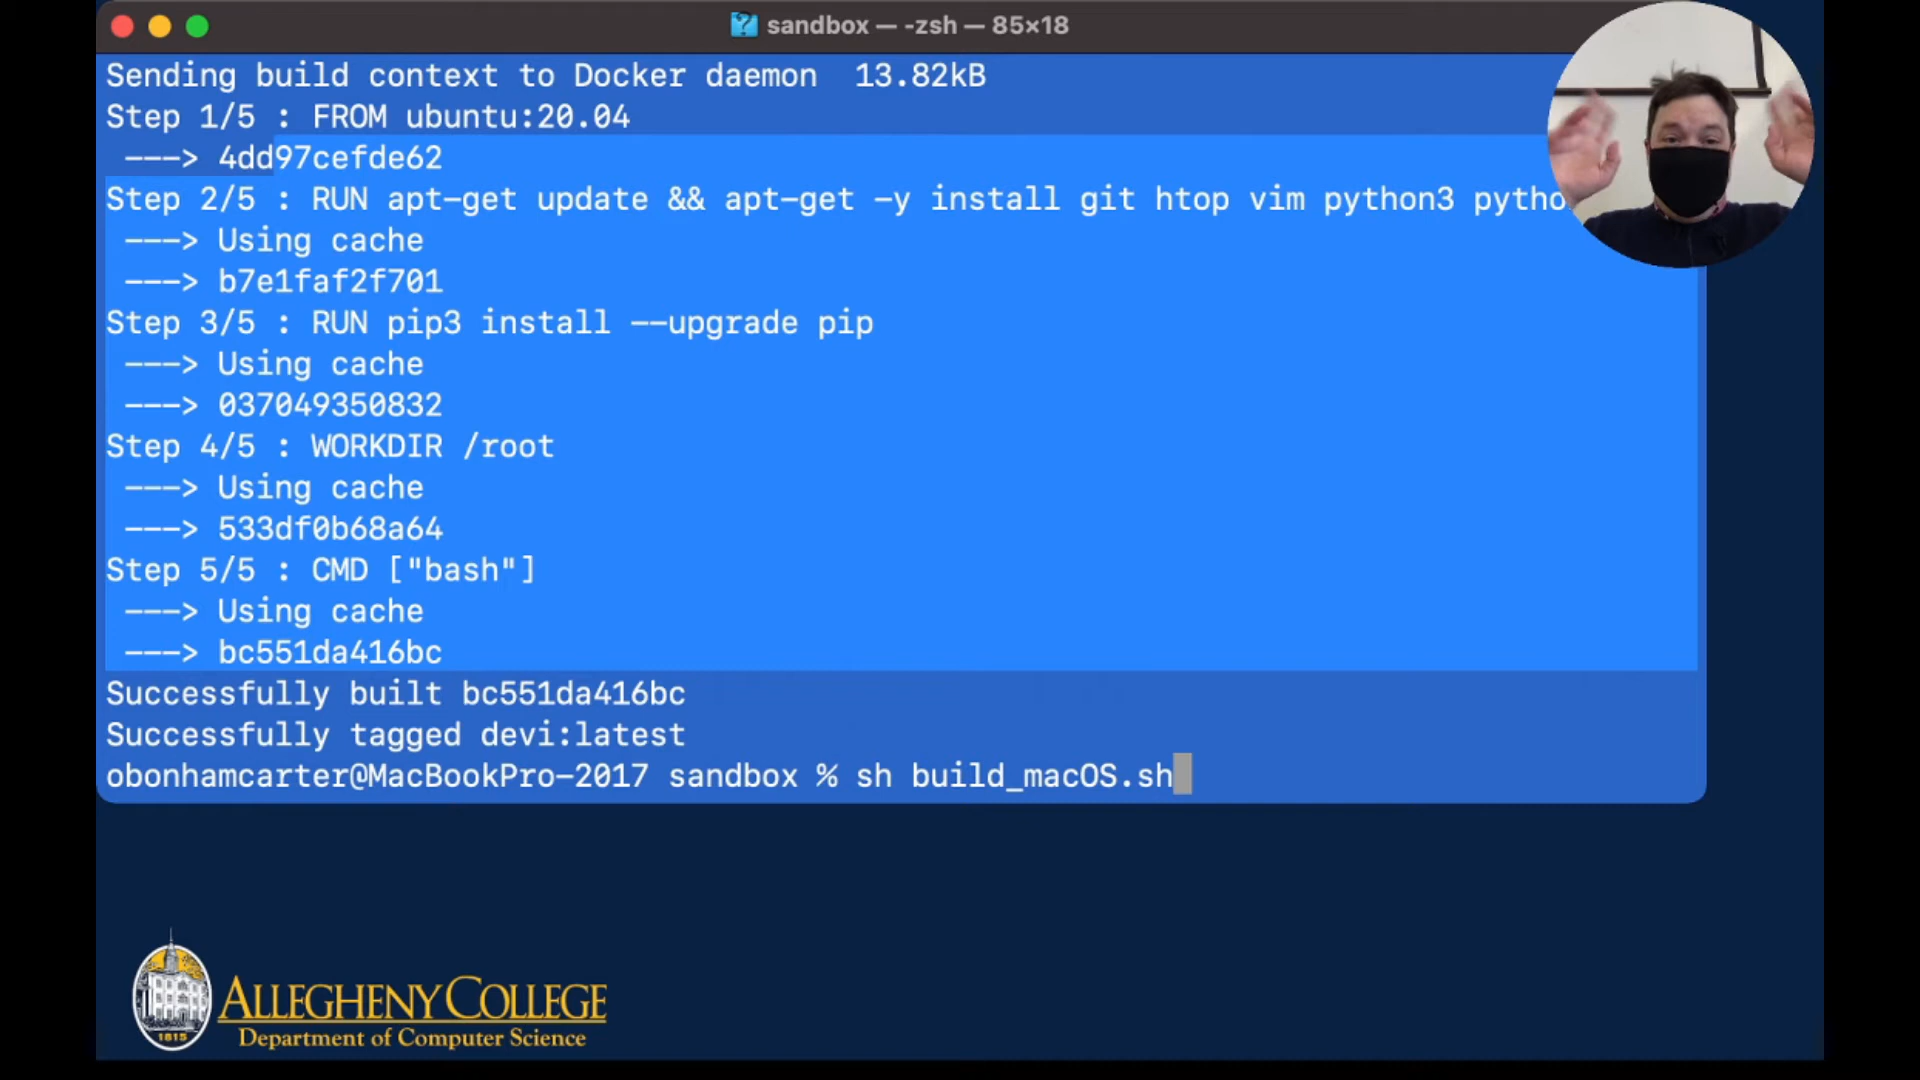 sandbox — -zsh — 85×18
Sending build context to Docker daemon  13.82kB
Step 1/5 : FROM ubuntu:20.04
---> 4dd97cefde62
Step 2/5 : RUN apt-get update && apt-get -y install git htop vim python3 pytho
---> Using cache
---> b7e1faf2f701
Step 3/5 : RUN pip3 install --upgrade pip
---> Using cache
---> 037049350832
Step 4/5 : WORKDIR /root
---> Using cache
---> 533df0b68a64
Step 5/5 : CMD ["bash"]
---> Using cache
---> bc551da416bc
Successfully built bc551da416bc
Successfully tagged devi:latest
obonhamcarter@MacBookPro-2017 sandbox % sh build_macOS.sh
1815
ALLEGHENY COLLEGE
Department of Computer Science